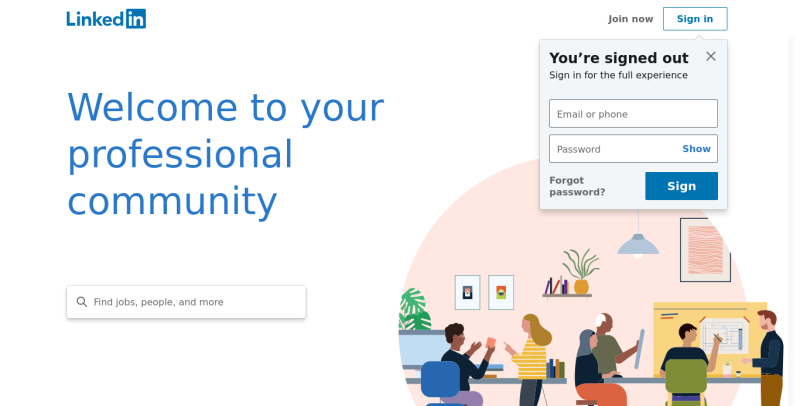 LinkedIn
Join now
Sign in
You're signed out
Sign in for the full experience
Email or phone
Password
Show
Forgot
password?
Sign
Welcome to your
professional
community
Find jobs, people, and more